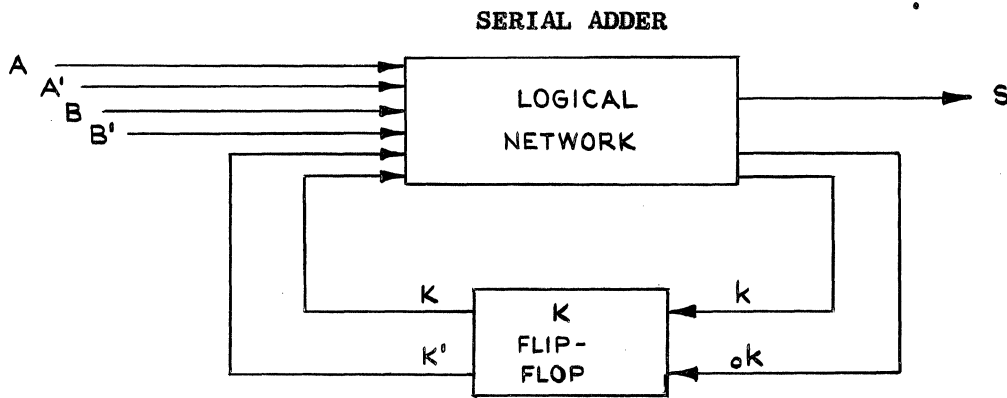 SERIAL ADDER
A
A'
B
B'
LOGICAL
NETWORK
S
K
K'
K
FLIP-
FLOP
k
ₒk